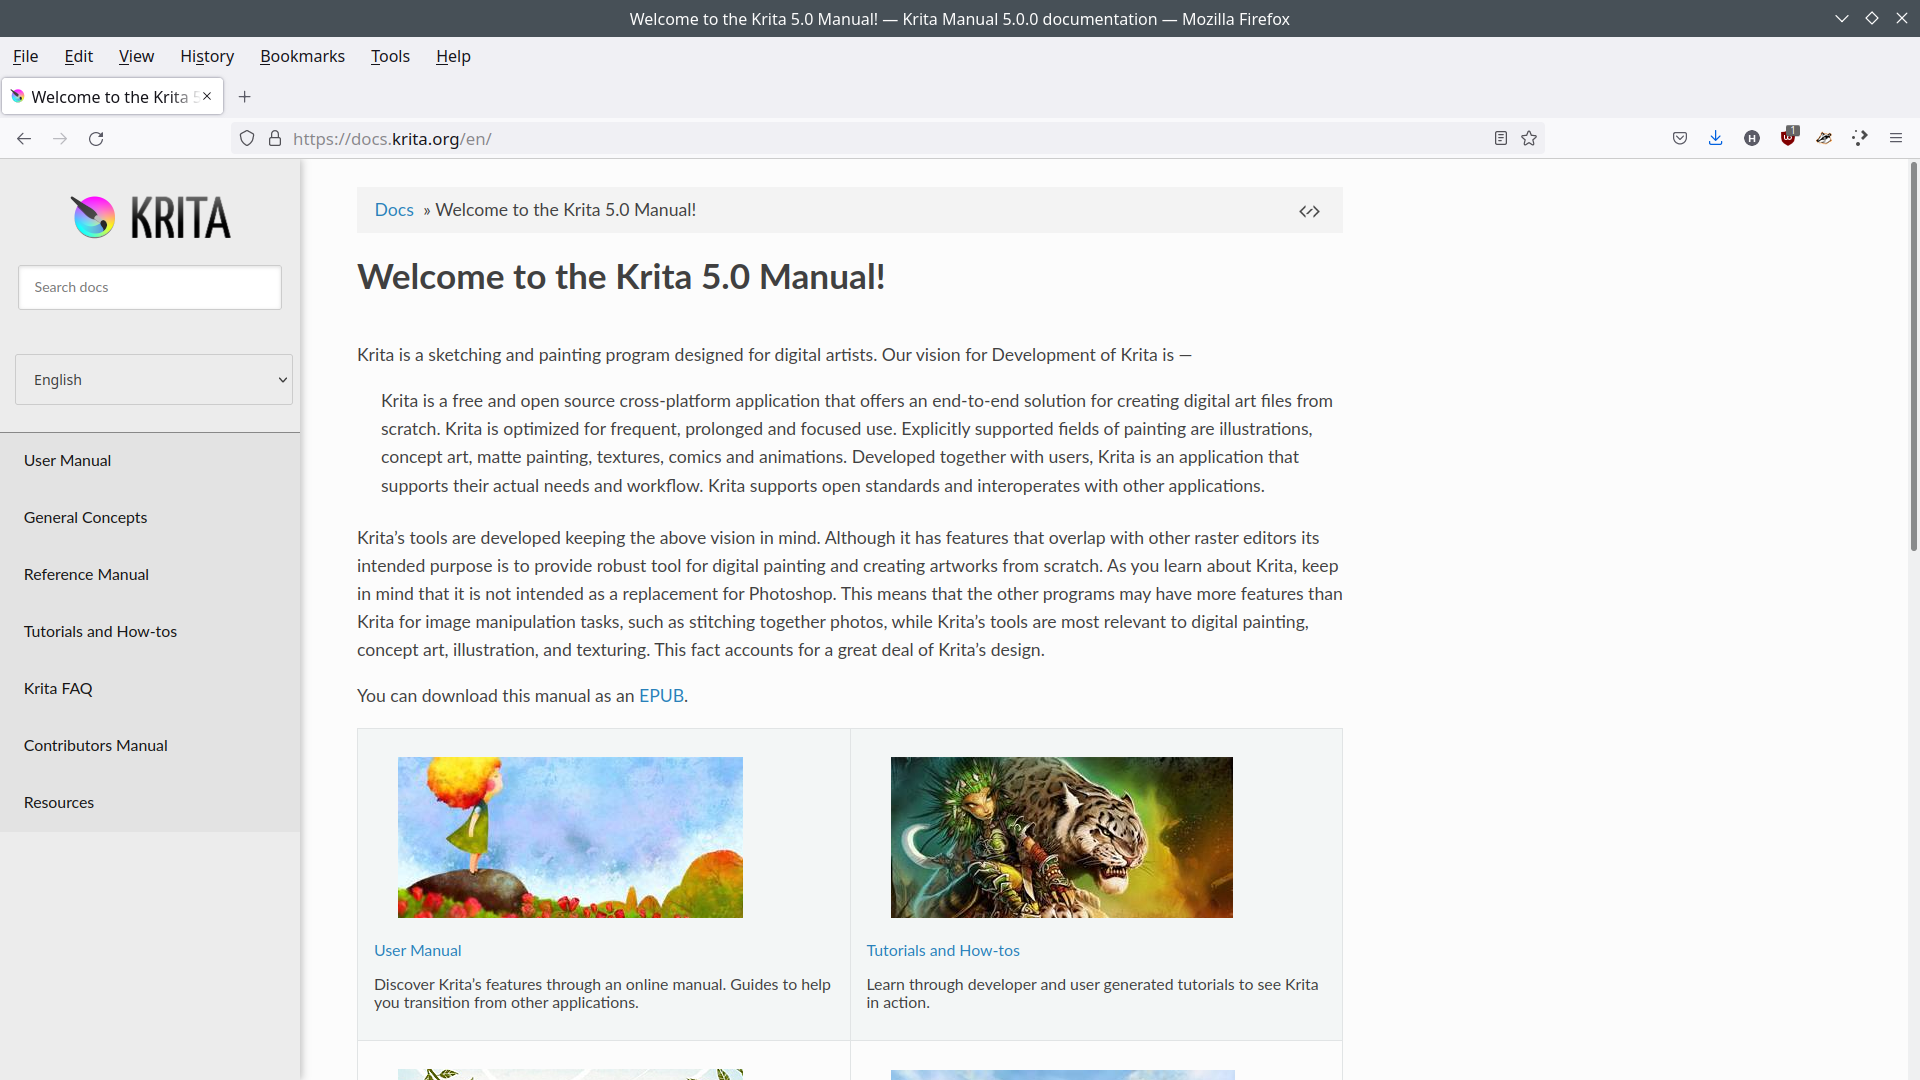 Welcome to the Krita 5.0 Manual! — Krita Manual 5.0.0 documentation — Mozilla Firefox
File Edit View History Bookmarks Tools Help
Welcome to the Krita 5
https://docs.krita.org/en/
1
KRITA
Search docs
English
User Manual
General Concepts
Reference Manual
Tutorials and How-tos
Krita FAQ
Contributors Manual
Resources
Docs » Welcome to the Krita 5.0 Manual!
Welcome to the Krita 5.0 Manual!
Krita is a sketching and painting program designed for digital artists. Our vision for Development of Krita is —
Krita is a free and open source cross-platform application that offers an end-to-end solution for creating digital art files from
scratch. Krita is optimized for frequent, prolonged and focused use. Explicitly supported fields of painting are illustrations,
concept art, matte painting, textures, comics and animations. Developed together with users, Krita is an application that
supports their actual needs and workflow. Krita supports open standards and interoperates with other applications.
Krita’s tools are developed keeping the above vision in mind. Although it has features that overlap with other raster editors its
intended purpose is to provide robust tool for digital painting and creating artworks from scratch. As you learn about Krita, keep
in mind that it is not intended as a replacement for Photoshop. This means that the other programs may have more features than
Krita for image manipulation tasks, such as stitching together photos, while Krita’s tools are most relevant to digital painting,
concept art, illustration, and texturing. This fact accounts for a great deal of Krita’s design.
You can download this manual as an EPUB.
User Manual
Discover Krita’s features through an online manual. Guides to help
you transition from other applications.
Tutorials and How-tos
Learn through developer and user generated tutorials to see Krita
in action.